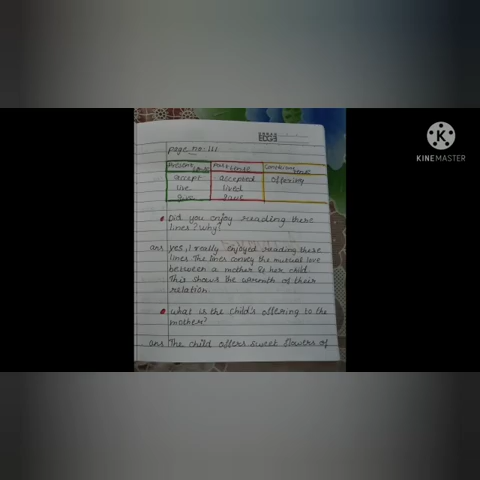 KINEMASTER
page no-111
Present tense Past tense Continuous tense
accept accepted offering
live lived
give gave
Did you enjoy reading these
lines? Why?
ans yes, I really enjoyed reading these
lines. The lines convey the mutual love
between a mother & her child.
This shows the warmth of their
relation.
what is the child's offering to the
mother?
ans The child offers sweet flowers of